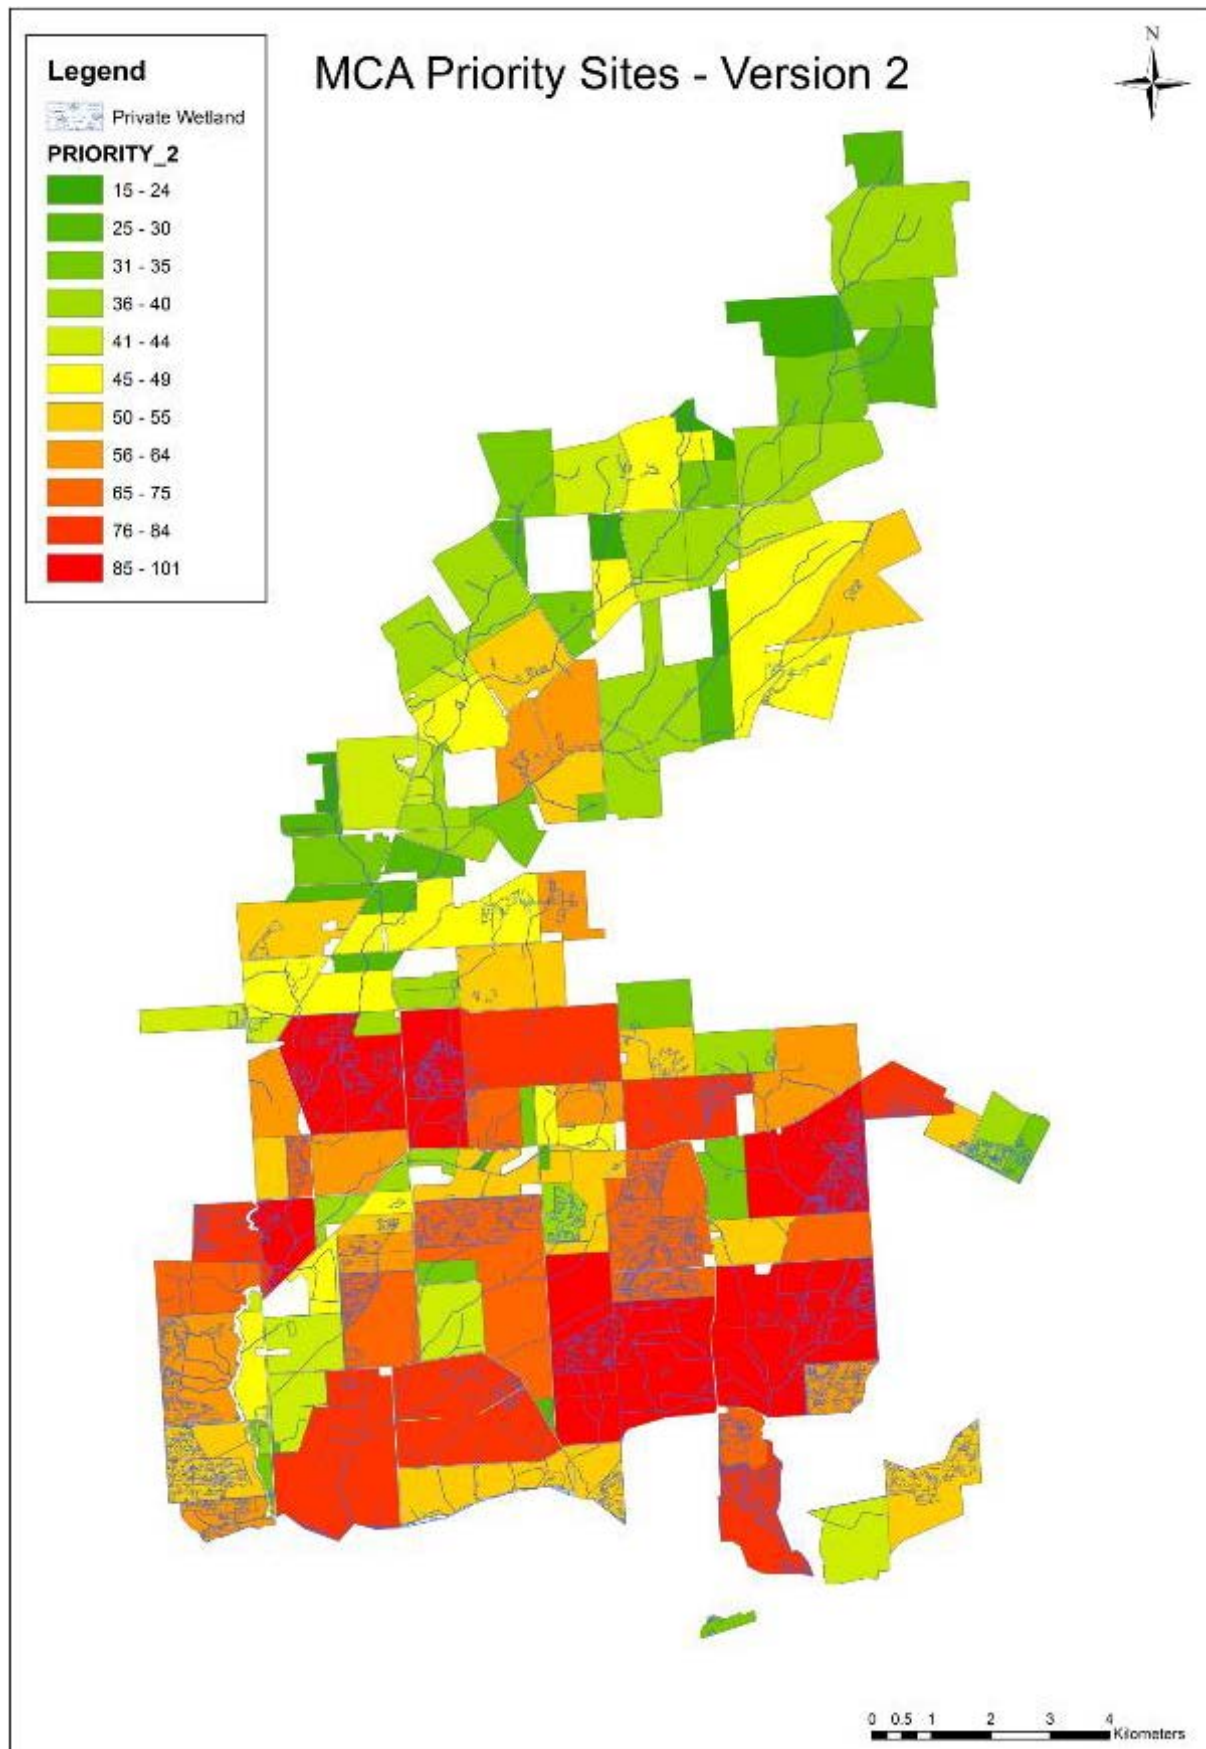 MCA Priority Sites - Version 2
N
Legend
Private Wetland
PRIORITY_2
15 - 24
25 - 30
31 - 35
36 - 40
41 - 44
45 - 49
50 - 55
56 - 64
65 - 75
76 - 84
85 - 101
0 0.5 1 2 3 4
Kilometers